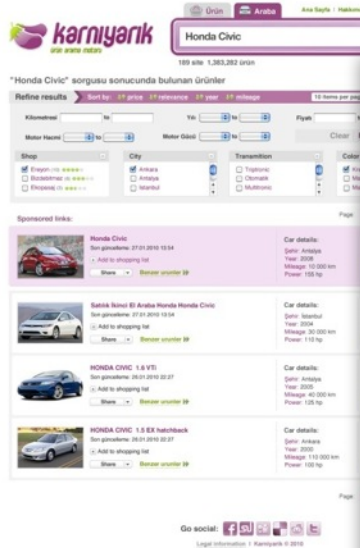 Ürün
Araba
Ana Sayfa
karnıyarık
ürün arama motoru
Honda Civic
189 site 1,383,282 ürün
"Honda Civic" sorgusu sonucunda bulunan ürünler
Refine results
Sort by: price relevance year mileage
10 items per pag
Kilometresi to
Yılı to
Fiyatı
Motor Hacmi to
Motor Gücü to
Clear
Shop
City
Transmition
Color
Ankara
Antalya
Istanbul
Triptronic
Otomatik
Multitronic
Sponsored links:
Page:
Honda Civic
Son güncelleme: 27.01.2010 13:54
Add to shopping list
Share
Benzer ürünler
Car details:
Şehir: Antalya
Year: 2008
Mileage: 10 000 km
Power: 155 hp
Satılık İkinci El Araba Honda Honda Civic
Son güncelleme: 27.01.2010 13:54
Add to shopping list
Share
Benzer ürünler
Car details:
Şehir: İstanbul
Year: 2004
Mileage: 30 000 km
Power: 110 hp
HONDA CIVIC 1.6 VTi
Son güncelleme: 26.01.2010 22:27
Add to shopping list
Share
Benzer ürünler
Car details:
Şehir: Antalya
Year: 2005
Mileage: 40 000 km
Power: 125 hp
HONDA CIVIC 1.5 EX hatchback
Son güncelleme: 26.01.2010 22:27
Add to shopping list
Share
Benzer ürünler
Car details:
Şehir: Ankara
Year: 2000
Mileage: 110 000 km
Power: 100 hp
Page:
Go social:
Legal information | Karniyarik © 2010